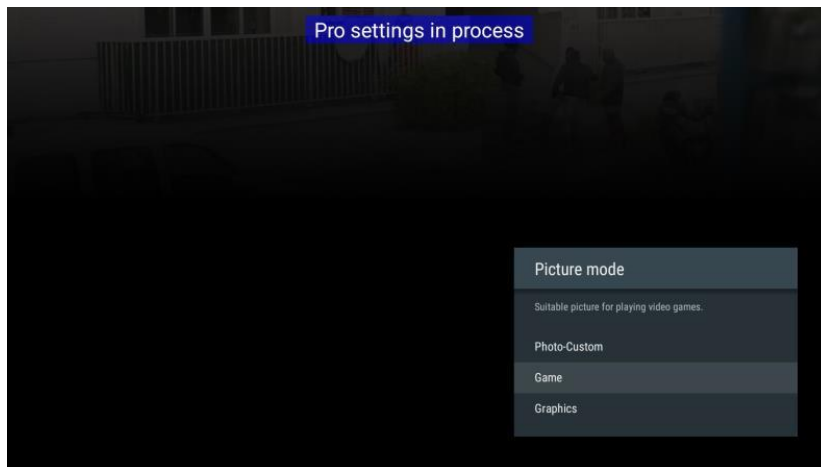 Pro settings in process
Picture mode
Suitable picture for playing video games.
Photo-Custom
Game
Graphics